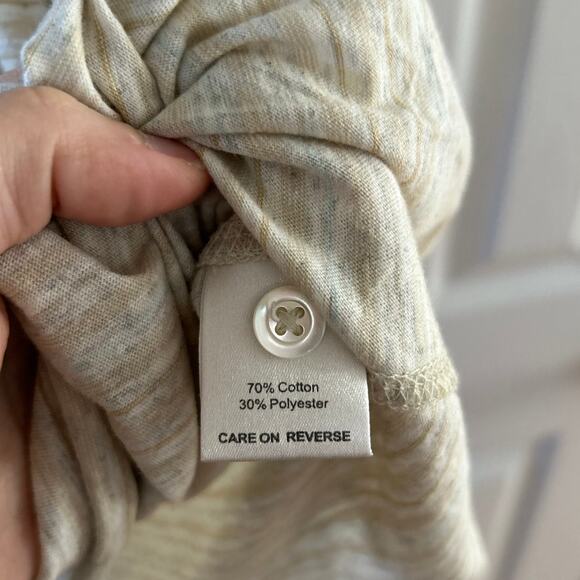 70% Cotton
30% Polyester
CARE ON REVERSE